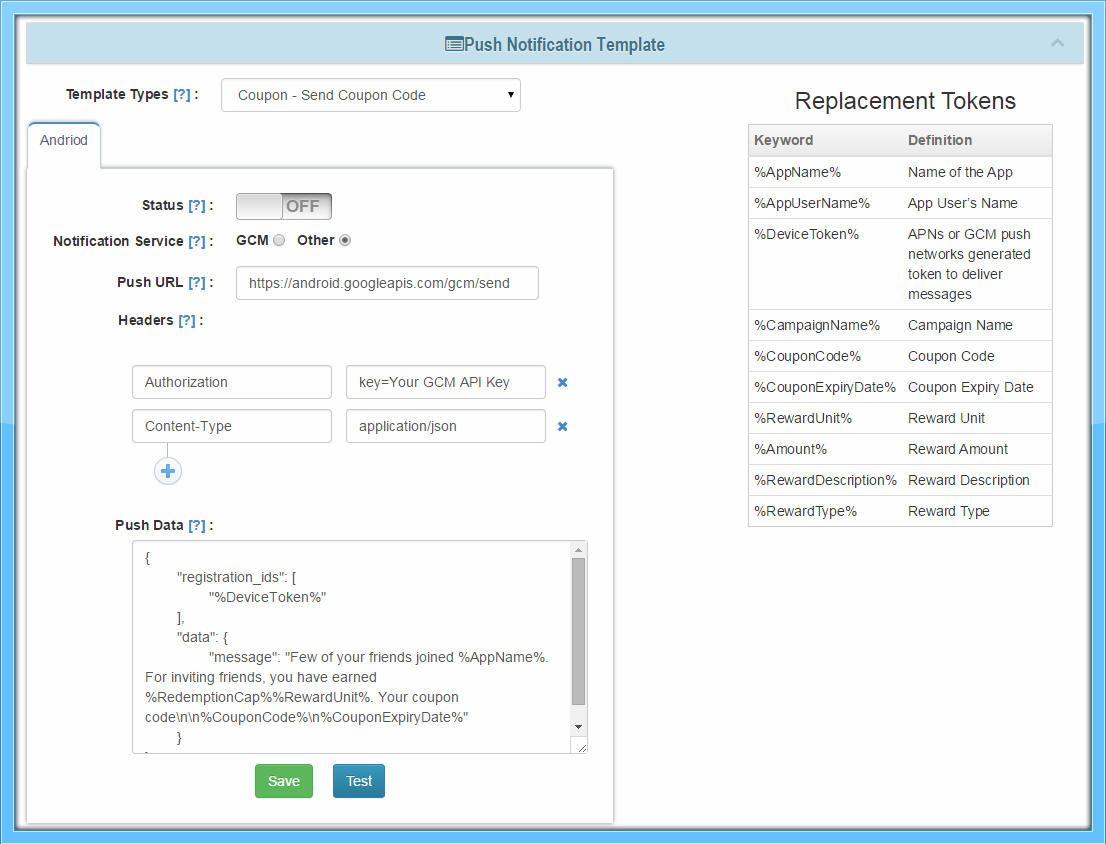 Push Notification Template
Template Types [?] :
Coupon - Send Coupon Code
Andriod
Status [?] :
OFF
Notification Service [?] :
GCM
Other
Push URL [?] :
https://android.googleapis.com/gcm/send
Headers [?] :
Authorization
key=Your GCM API Key
Content-Type
application/json
Push Data [?] :
{
"registration_ids": [
"%DeviceToken%"
],
"data": {
"message": "Few of your friends joined %AppName%.
For inviting friends, you have earned
%RedemptionCap%%RewardUnit%. Your coupon
code\n\n%CouponCode%\n%CouponExpiryDate%"
}
Save
Test
Replacement Tokens
Keyword Definition
%AppName% Name of the App
%AppUserName% App User's Name
%DeviceToken% APNs or GCM push
networks generated
token to deliver
messages
%CampaignName% Campaign Name
%CouponCode% Coupon Code
%CouponExpiryDate% Coupon Expiry Date
%RewardUnit% Reward Unit
%Amount% Reward Amount
%RewardDescription% Reward Description
%RewardType% Reward Type